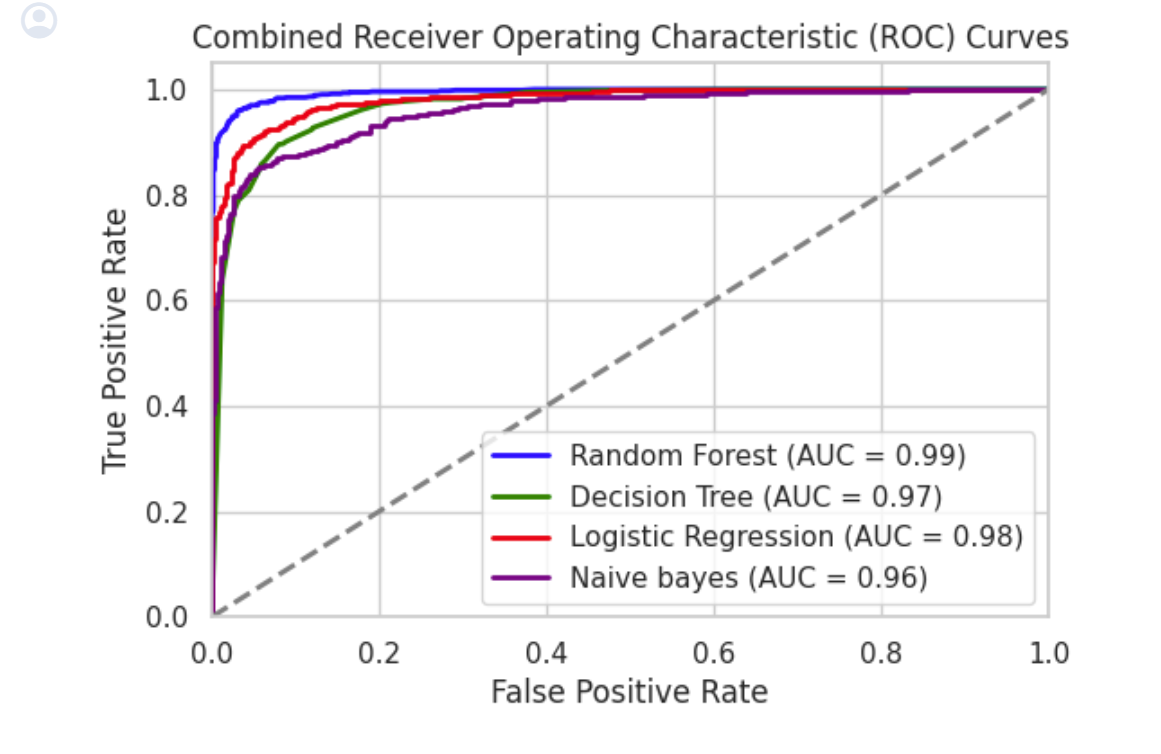 Combined Receiver Operating Characteristic (ROC) Curves
True Positive Rate
1.0
0.8
0.6
0.4
0.2
0.0
Random Forest (AUC = 0.99)
Decision Tree (AUC = 0.97)
Logistic Regression (AUC = 0.98)
Naive bayes (AUC = 0.96)
0.0 0.2 0.4 0.6 0.8 1.0
False Positive Rate